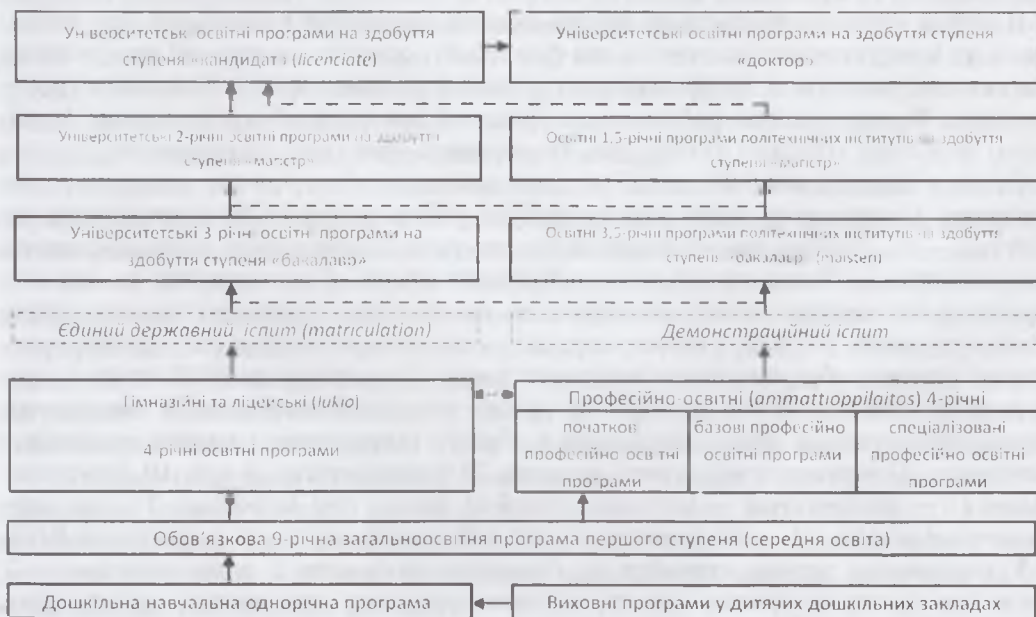 Університетські освітні програми на здобуття
ступеня «кандидат» (licenciate)
Університетські освітні програми на здобуття ступеня
«доктор»
Університетські 2-річні освітні програми на здобуття
ступеня «магістр»
Освітні 1,5-річні програми політехнічних інститутів на здобуття
ступеня «магістр»
Університетські 3 річні освітні програми на
здобуття ступеня «бакалавр»
Освітні 3,5-річні програми політехнічних інститутів на здобуття
ступеня «бакалавр» (maisteri)
Єдиний державний іспит (matriculation)
Демонстраційний іспит
Гімназійні та ліцейські (lukio)
4 річні освітні програми
Професійно-освітні (ammattioppilaitos) 4-річні
початкові
професійно освітні
програми
базові професійно
освітні програми
спеціалізовані
професійно освітні
програми
Обов'язкова 9-річна загальноосвітня програма першого ступеня (середня освіта)
Дошкільна навчальна однорічна програма
Виховні програми у дитячих дошкільних закладах